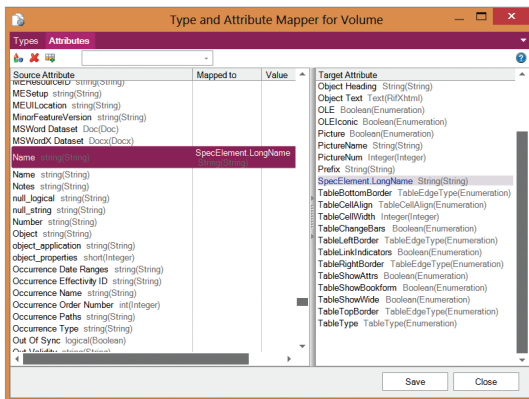 Type and Attribute Mapper for Volume
Types Attributes
Source Attribute Mapped to Value
MEResourceID string(String)
MESetup string(String)
MEUILocation string(String)
MinorFeatureVersion string(String)
MSWord Dataset Doc(Doc)
MSWordX Dataset Docx(Docx)
Name string(String) SpecElement.LongName
String(String)
Name string(String)
Notes string(String)
null_logical string(String)
null_string string(String)
Number string(String)
Object string(String)
object_application string(String)
object_properties short(Integer)
Occurrence Date Ranges string(String)
Occurrence Effectivity ID string(String)
Occurrence Name string(String)
Occurrence Order Number int(Integer)
Occurrence Paths string(String)
Occurrence Type string(String)
Out Of Sync logical(Boolean)
Out Validity string(String)
Target Attribute
Object Heading String(String)
Object Text Text(RifXhtml)
OLE Boolean(Enumeration)
OLEIconic Boolean(Enumeration)
Picture Boolean(Enumeration)
PictureName String(String)
PictureNum Integer(Integer)
Prefix String(String)
SpecElement.LongName String(String)
TableBottomBorder TableEdgeType(Enumeration)
TableCellAlign TableCellAlign(Enumeration)
TableCellWidth Integer(Integer)
TableChangeBars Boolean(Enumeration)
TableLeftBorder TableEdgeType(Enumeration)
TableLinkIndicators Boolean(Enumeration)
TableRightBorder TableEdgeType(Enumeration)
TableShowAttrs Boolean(Enumeration)
TableShowBookform Boolean(Enumeration)
TableShowWide Boolean(Enumeration)
TableTopBorder TableEdgeType(Enumeration)
TableType TableType(Enumeration)
Save Close